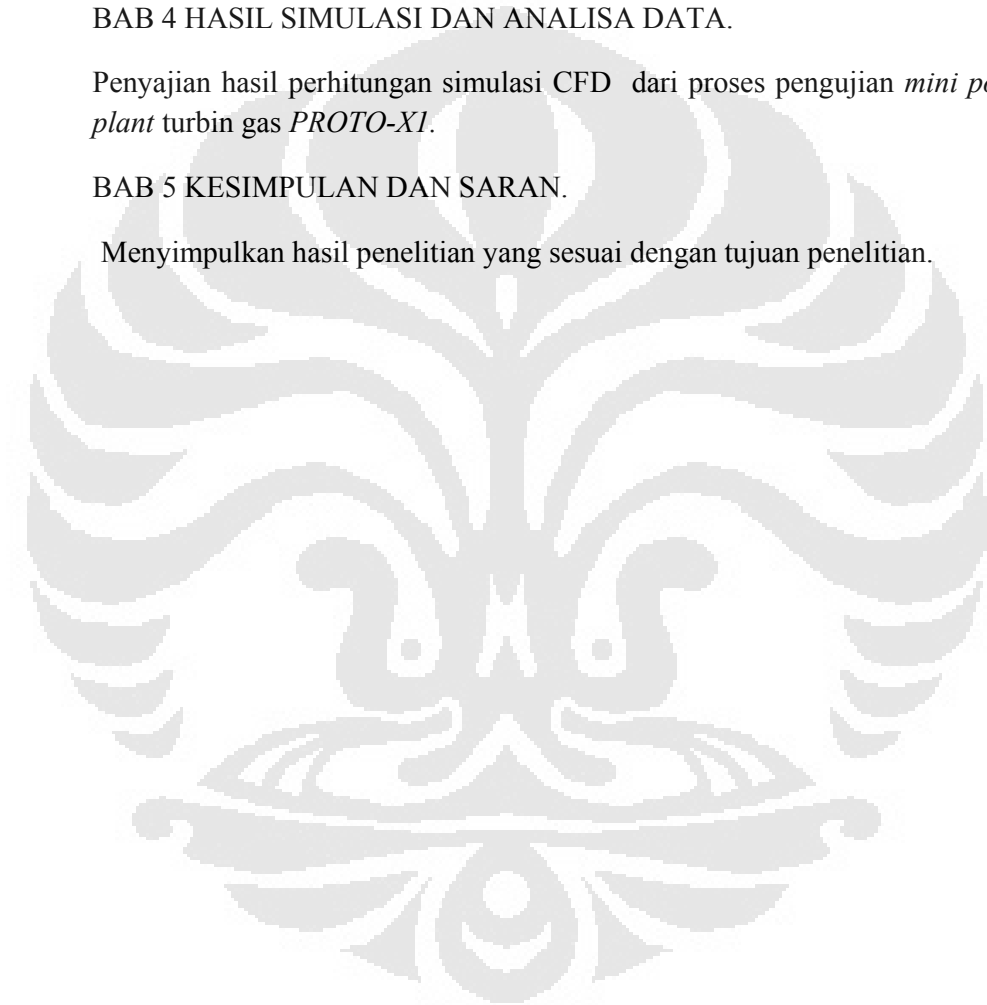 BAB 4 HASIL SIMULASI DAN ANALISA DATA.
Penyajian hasil perhitungan simulasi CFD dari proses pengujian mini
plant turbin gas PROTO-X1.
BAB 5 KESIMPULAN DAN SARAN.
Menyimpulkan hasil penelitian yang sesuai dengan tujuan penelitian.